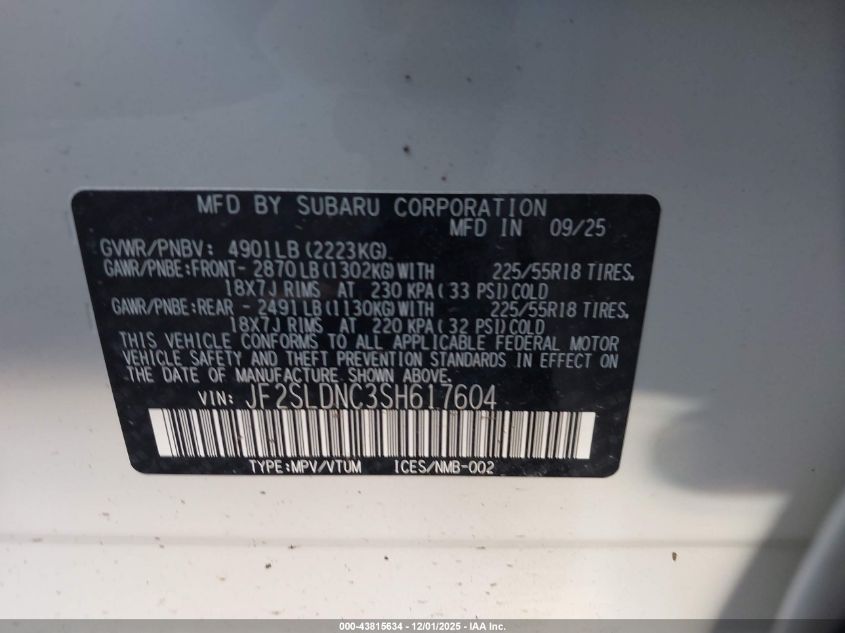 MFD BY SUBARU CORPORATION
MFD IN 09/25
GVWR/PNBV: 4901LB(2223KG)
GAWR/PNBE:FRONT- 2870LB(1302KG)WITH 225/55R18 TIRES,
18X7J RIMS AT 230 KPA(33 PSI)COLD
GAWR/PNBE:REAR - 2491LB(1130KG)WITH 225/55R18 TIRES,
18X7J RIMS AT 220 KPA(32 PSI)COLD
THIS VEHICLE CONFORMS TO ALL APPLICABLE FEDERAL MOTOR
VEHICLE SAFETY AND THEFT PREVENTION STANDARDS IN EFFECT ON
THE DATE OF MANUFACTURE SHOWN ABOVE.
VIN: JF2SLDNC3SH617604
TYPE:MPV/VTUM ICES/NMB-002
000-43815634 - 12/01/2025 - IAA Inc.